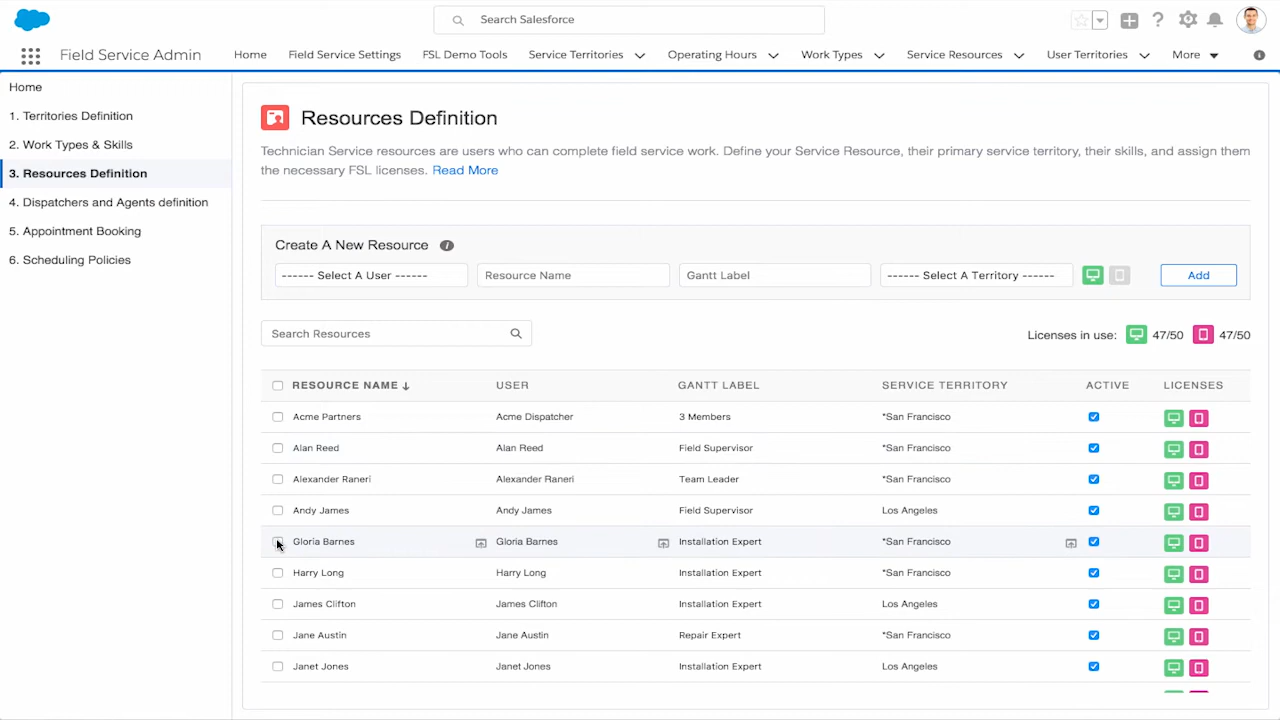 Search Salesforce
Field Service Admin
Home
Field Service Settings
FSL Demo Tools
Service Territories
Operating Hours
Work Types
Service Resources
User Territories
More
Home
1. Territories Definition
2. Work Types & Skills
3. Resources Definition
4. Dispatchers and Agents definition
5. Appointment Booking
6. Scheduling Policies
Resources Definition
Technician Service resources are users who can complete field service work. Define your Service Resource, their primary service territory, their skills, and assign them
the necessary FSL licenses. Read More
Create A New Resource
------ Select A User ------
Resource Name
Gantt Label
------ Select A Territory ------
Add
Search Resources
Licenses in use: 47/50 47/50
RESOURCE NAME USER GANTT LABEL SERVICE TERRITORY ACTIVE LICENSES
Acme Partners Acme Dispatcher 3 Members *San Francisco
Alan Reed Alan Reed Field Supervisor *San Francisco
Alexander Raneri Alexander Raneri Team Leader *San Francisco
Andy James Andy James Field Supervisor Los Angeles
Gloria Barnes Gloria Barnes Installation Expert *San Francisco
Harry Long Harry Long Installation Expert *San Francisco
James Clifton James Clifton Installation Expert Los Angeles
Jane Austin Jane Austin Repair Expert *San Francisco
Janet Jones Janet Jones Installation Expert Los Angeles